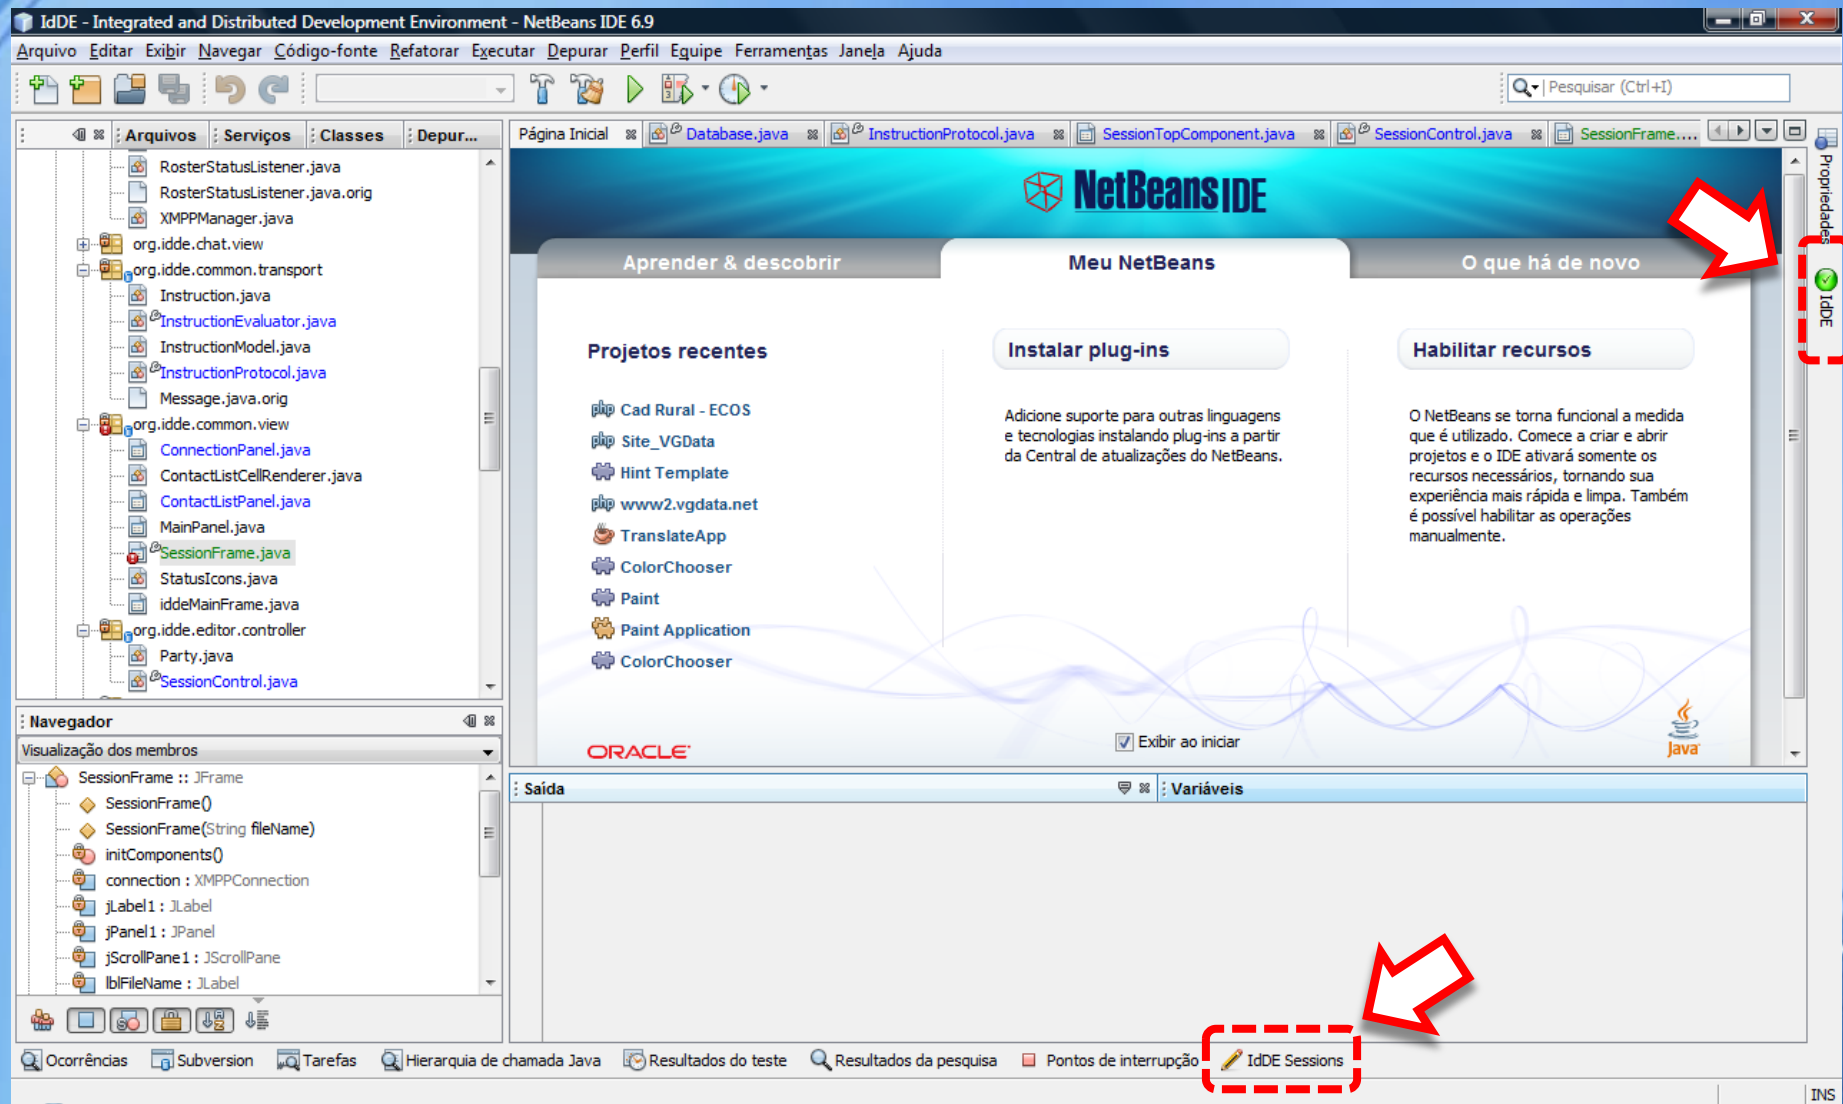 IdDE - Integrated and Distributed Development Environment - NetBeans IDE 6.9
Arquivo Editar Exibir Navegar Código-fonte Refatorar Executar Depurar Perfil Equipe Ferramentas Janela Ajuda
Pesquisar (Ctrl+I)
Arquivos Serviços Classes Depur...
Página Inicial Database.java InstructionProtocol.java SessionTopComponent.java SessionControl.java SessionFrame....
RosterStatusListener.java
RosterStatusListener.java.orig
XMPPManager.java
org.idde.chat.view
org.idde.common.transport
Instruction.java
InstructionEvaluator.java
InstructionModel.java
InstructionProtocol.java
Message.java.orig
org.idde.common.view
ConnectionPanel.java
ContactListCellRenderer.java
ContactListPanel.java
MainPanel.java
SessionFrame.java
StatusIcons.java
iddeMainFrame.java
org.idde.editor.controller
Party.java
SessionControl.java
Navegador
Visualização dos membros
SessionFrame :: JFrame
SessionFrame()
SessionFrame(String fileName)
initComponents()
connection : XMPPConnection
jLabel1 : JLabel
jPanel1 : JPanel
jScrollPane1 : JScrollPane
lblFileName : JLabel
NetBeans IDE
Aprender & descobrir
Meu NetBeans
O que há de novo
Projetos recentes
php Cad Rural - ECOS
php Site_VGData
Hint Template
php www2.vgdata.net
TranslateApp
ColorChooser
Paint
Paint Application
ColorChooser
Instalar plug-ins
Adicione suporte para outras linguagens
e tecnologias instalando plug-ins a partir
da Central de atualizações do NetBeans.
Habilitar recursos
O NetBeans se torna funcional a medida
que é utilizado. Comece a criar e abrir
projetos e o IDE ativará somente os
recursos necessários, tornando sua
experiência mais rápida e limpa. Também
é possível habilitar as operações
manualmente.
ORACLE
Exibir ao iniciar
Java
Propriedades
IdDE
Saída
Variáveis
Ocorrências Subversion Tarefas Hierarquia de chamada Java Resultados do teste Resultados da pesquisa Pontos de interrupção IdDE Sessions
INS